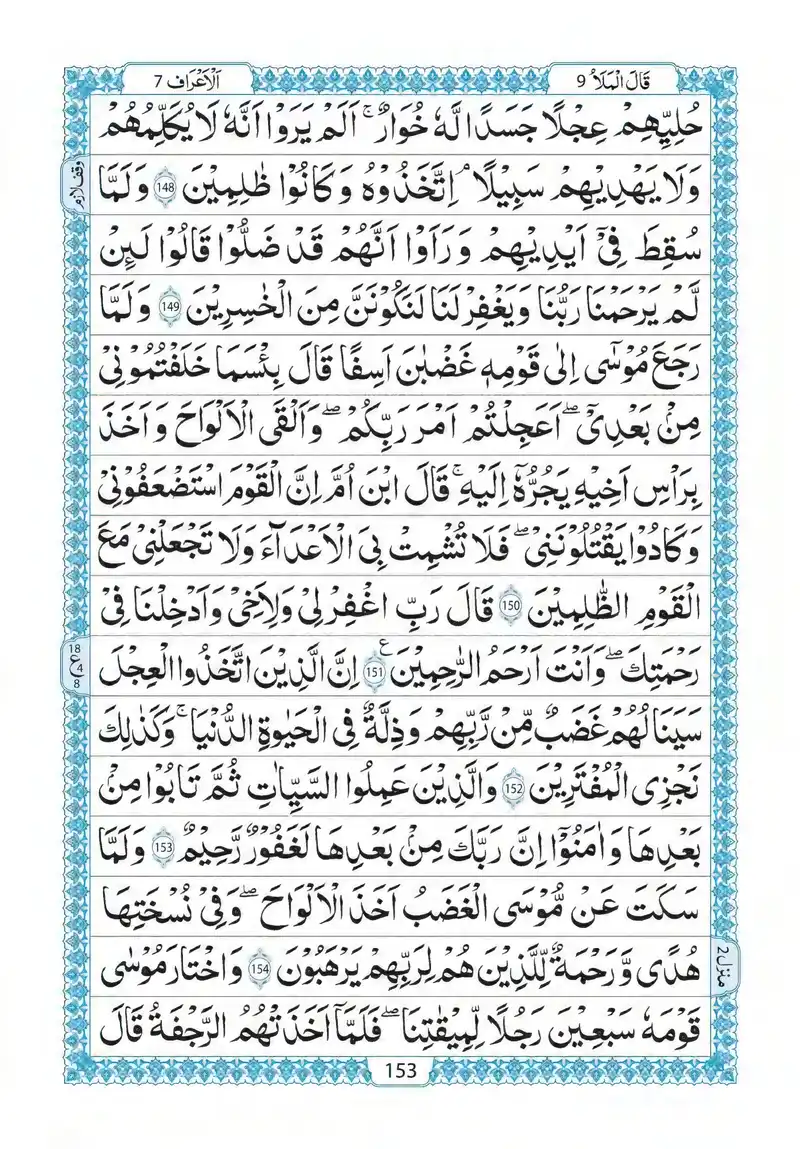 قَالَ الْمَلَاُ 9
اَلْاَعْرَاف 7
حُلِيِّهِمْ عِجْلًا جَسَدًا لَّهٗ خُوَارٌ ؕ اَلَمْ يَرَوْا اَنَّهٗ لَا يُكَلِّمُهُمْ
وَلَا يَهْدِيْهِمْ سَبِيْلًا ۘ اِتَّخَذُوْهُ وَكَانُوْا ظٰلِمِيْنَ 148 وَلَمَّا
وقف لازم
سُقِطَ فِيْۤ اَيْدِيْهِمْ وَرَاَوْا اَنَّهُمْ قَدْ ضَلُّوْا قَالُوْا لَىِٕنْ
لَّمْ يَرْحَمْنَا رَبُّنَا وَيَغْفِرْ لَنَا لَنَكُوْنَنَّ مِنَ الْخٰسِرِيْنَ 149 وَلَمَّا
رَجَعَ مُوْسٰۤى اِلٰى قَوْمِهٖ غَضْبٰنَ اَسِفًا قَالَ بِئْسَمَا خَلَفْتُمُوْنِيْ
مِنْۢ بَعْدِيْ ۚ اَعَجِلْتُمْ اَمْرَ رَبِّكُمْ ۚ وَاَلْقَى الْاَلْوَاحَ وَاَخَذَ
بِرَاْسِ اَخِيْهِ يَجُرُّهٗۤ اِلَيْهِ ؕ قَالَ ابْنَ اُمَّ اِنَّ الْقَوْمَ اسْتَضْعَفُوْنِيْ
وَكَادُوْا يَقْتُلُوْنَنِيْ ۖ فَلَا تُشْمِتْ بِيَ الْاَعْدَآءَ وَلَا تَجْعَلْنِيْ مَعَ
الْقَوْمِ الظّٰلِمِيْنَ 150 قَالَ رَبِّ اغْفِرْ لِيْ وَلِاَخِيْ وَاَدْخِلْنَا فِيْ
رَحْمَتِكَ ۖ وَاَنْتَ اَرْحَمُ الرّٰحِمِيْنَ 151 ع اِنَّ الَّذِيْنَ اتَّخَذُوا الْعِجْلَ
18 ع 4 8
سَيَنَالُهُمْ غَضَبٌ مِّنْ رَّبِّهِمْ وَذِلَّةٌ فِي الْحَيٰوةِ الدُّنْيَا ؕ وَكَذٰلِكَ
نَجْزِي الْمُفْتَرِيْنَ 152 وَالَّذِيْنَ عَمِلُوا السَّيِّاٰتِ ثُمَّ تَابُوْا مِنْۢ
بَعْدِهَا وَاٰمَنُوْۤا اِنَّ رَبَّكَ مِنْۢ بَعْدِهَا لَغَفُوْرٌ رَّحِيْمٌ 153 وَلَمَّا
سَكَتَ عَنْ مُّوْسَى الْغَضَبُ اَخَذَ الْاَلْوَاحَ ۖ وَفِيْ نُسْخَتِهَا
هُدًى وَّرَحْمَةٌ لِّلَّذِيْنَ هُمْ لِرَبِّهِمْ يَرْهَبُوْنَ 154 وَاخْتَارَ مُوْسٰى
منزل 2
قَوْمَهٗ سَبْعِيْنَ رَجُلًا لِّمِيْقَاتِنَا ۖ فَلَمَّاۤ اَخَذَتْهُمُ الرَّجْفَةُ قَالَ
153